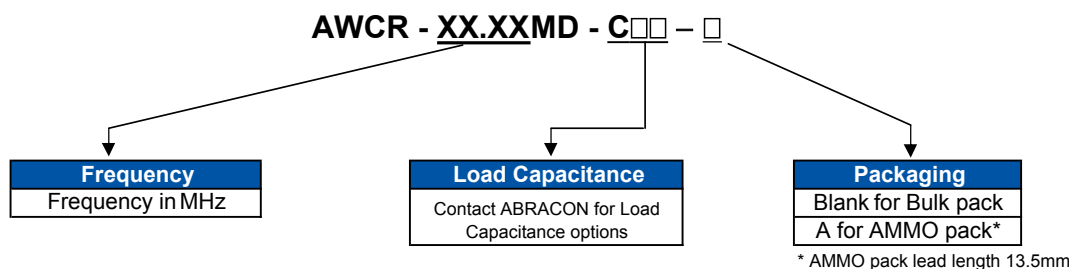 AWCR - XX.XXMD - C□□ – □
Frequency
Frequency in MHz
Load Capacitance
Contact ABRACON for Load
Capacitance options
Packaging
Blank for Bulk pack
A for AMMO pack*
* AMMO pack lead length 13.5mm